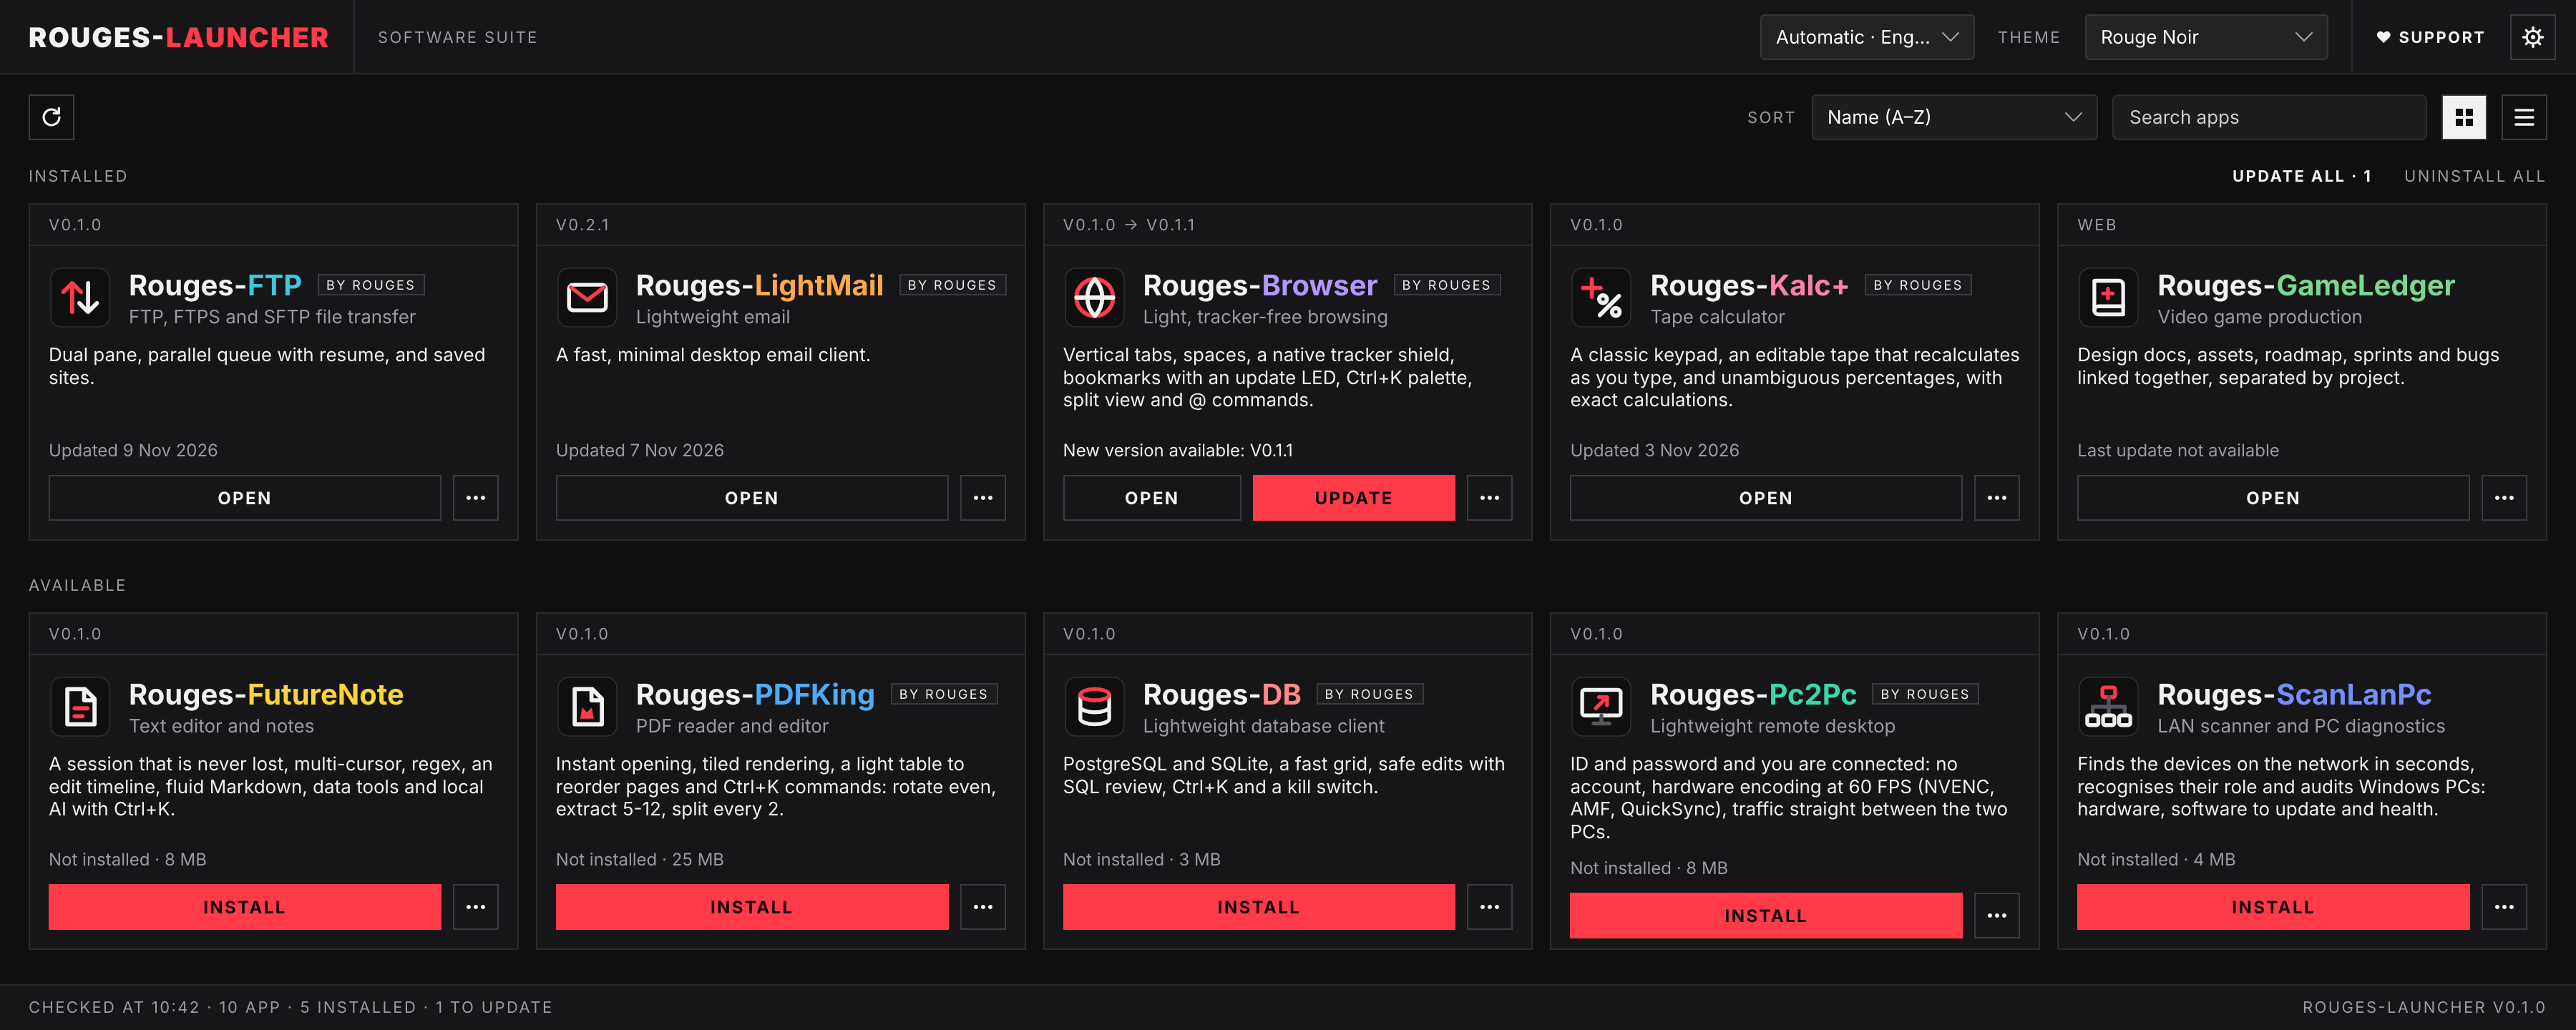 ROUGES-LAUNCHER
SOFTWARE SUITE
Automatic · Eng...
THEME
Rouge Noir
♥ SUPPORT
SORT
Name (A–Z)
Search apps
INSTALLED
UPDATE ALL · 1
UNINSTALL ALL
V0.1.0
Rouges-FTP
BY ROUGES
FTP, FTPS and SFTP file transfer
Dual pane, parallel queue with resume, and saved
sites.
Updated 9 Nov 2026
OPEN
V0.2.1
Rouges-LightMail
BY ROUGES
Lightweight email
A fast, minimal desktop email client.
Updated 7 Nov 2026
OPEN
V0.1.0 → V0.1.1
Rouges-Browser
BY ROUGES
Light, tracker-free browsing
Vertical tabs, spaces, a native tracker shield,
bookmarks with an update LED, Ctrl+K palette,
split view and @ commands.
New version available: V0.1.1
OPEN
UPDATE
V0.1.0
Rouges-Kalc+
BY ROUGES
Tape calculator
A classic keypad, an editable tape that recalculates
as you type, and unambiguous percentages, with
exact calculations.
Updated 3 Nov 2026
OPEN
WEB
Rouges-GameLedger
Video game production
Design docs, assets, roadmap, sprints and bugs
linked together, separated by project.
Last update not available
OPEN
AVAILABLE
V0.1.0
Rouges-FutureNote
Text editor and notes
A session that is never lost, multi-cursor, regex, an
edit timeline, fluid Markdown, data tools and local
AI with Ctrl+K.
Not installed · 8 MB
INSTALL
V0.1.0
Rouges-PDFKing
BY ROUGES
PDF reader and editor
Instant opening, tiled rendering, a light table to
reorder pages and Ctrl+K commands: rotate even,
extract 5-12, split every 2.
Not installed · 25 MB
INSTALL
V0.1.0
Rouges-DB
BY ROUGES
Lightweight database client
PostgreSQL and SQLite, a fast grid, safe edits with
SQL review, Ctrl+K and a kill switch.
Not installed · 3 MB
INSTALL
V0.1.0
Rouges-Pc2Pc
BY ROUGES
Lightweight remote desktop
ID and password and you are connected: no
account, hardware encoding at 60 FPS (NVENC,
AMF, QuickSync), traffic straight between the two
PCs.
Not installed · 8 MB
INSTALL
V0.1.0
Rouges-ScanLanPc
LAN scanner and PC diagnostics
Finds the devices on the network in seconds,
recognises their role and audits Windows PCs:
hardware, software to update and health.
Not installed · 4 MB
INSTALL
CHECKED AT 10:42 · 10 APP · 5 INSTALLED · 1 TO UPDATE
ROUGES-LAUNCHER V0.1.0